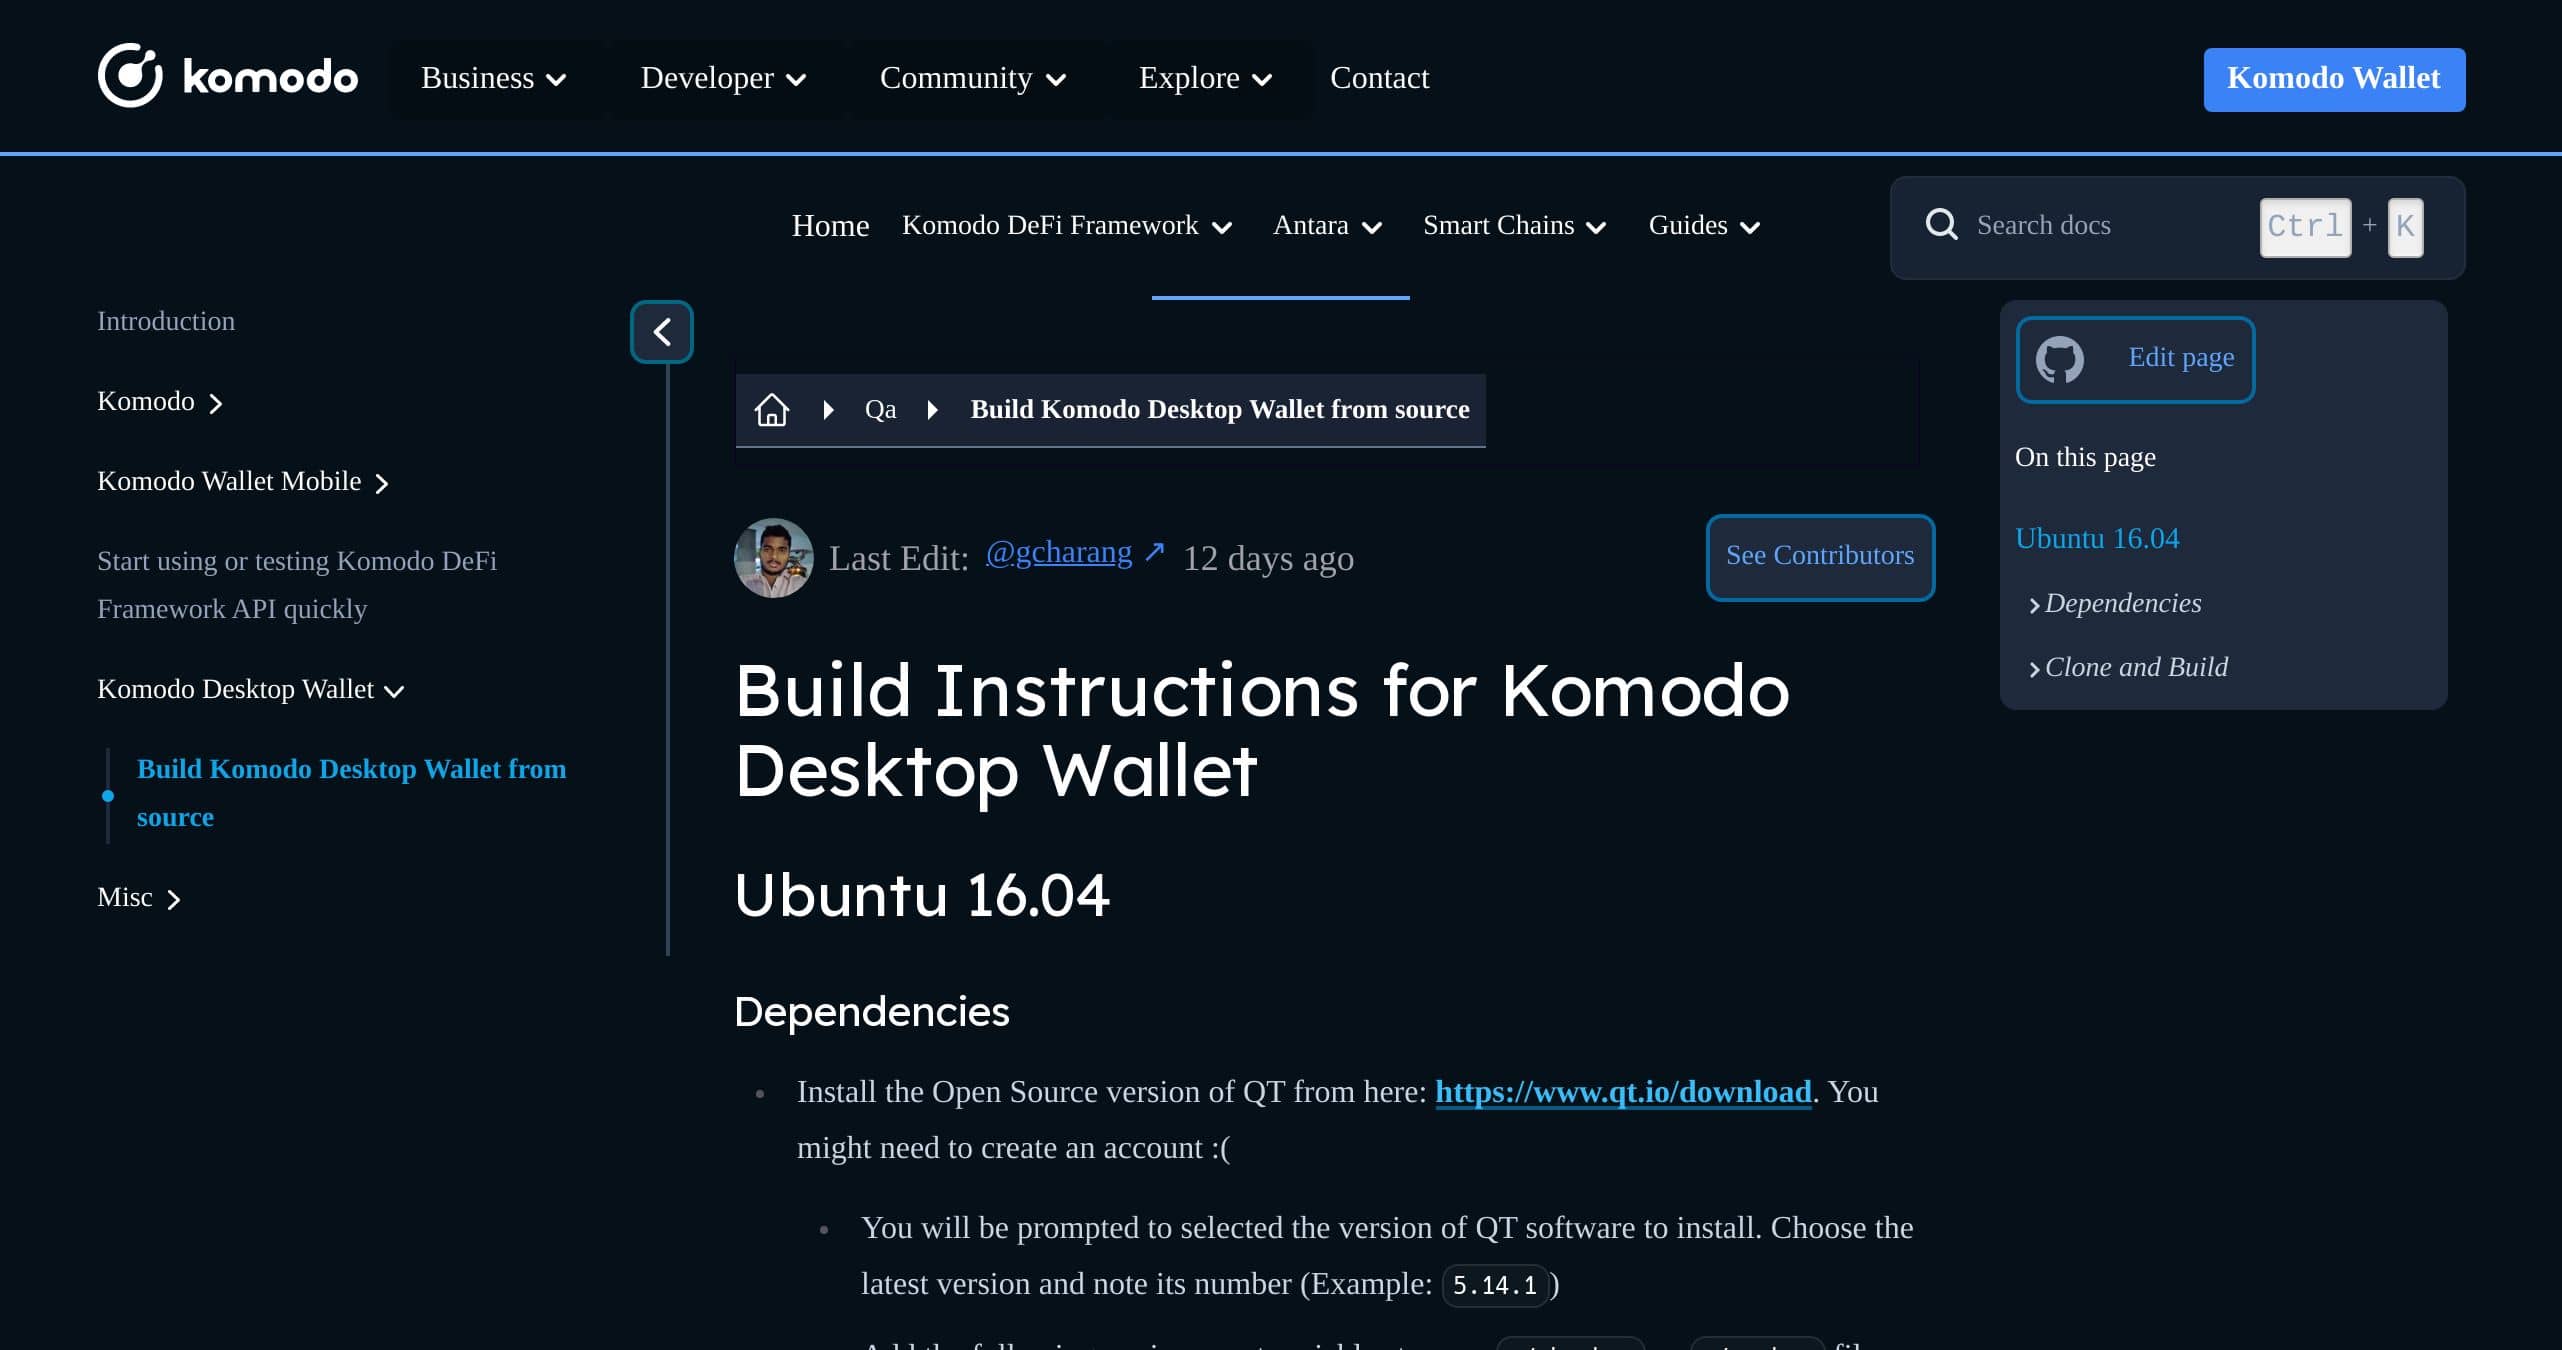 komodo Business Developer Community Explore Contact Komodo Wallet
Home Komodo DeFi Framework Antara Smart Chains Guides Search docs Ctrl + K
Introduction
Komodo
Komodo Wallet Mobile
Start using or testing Komodo DeFi
Framework API quickly
Komodo Desktop Wallet
Build Komodo Desktop Wallet from
source
Misc
Qa Build Komodo Desktop Wallet from source
Last Edit: @gcharang ↗ 12 days ago See Contributors
Build Instructions for Komodo
Desktop Wallet
Ubuntu 16.04
Dependencies
Install the Open Source version of QT from here: https://www.qt.io/download. You
might need to create an account :(
You will be prompted to selected the version of QT software to install. Choose the
latest version and note its number (Example: 5.14.1)
Edit page
On this page
Ubuntu 16.04
Dependencies
Clone and Build